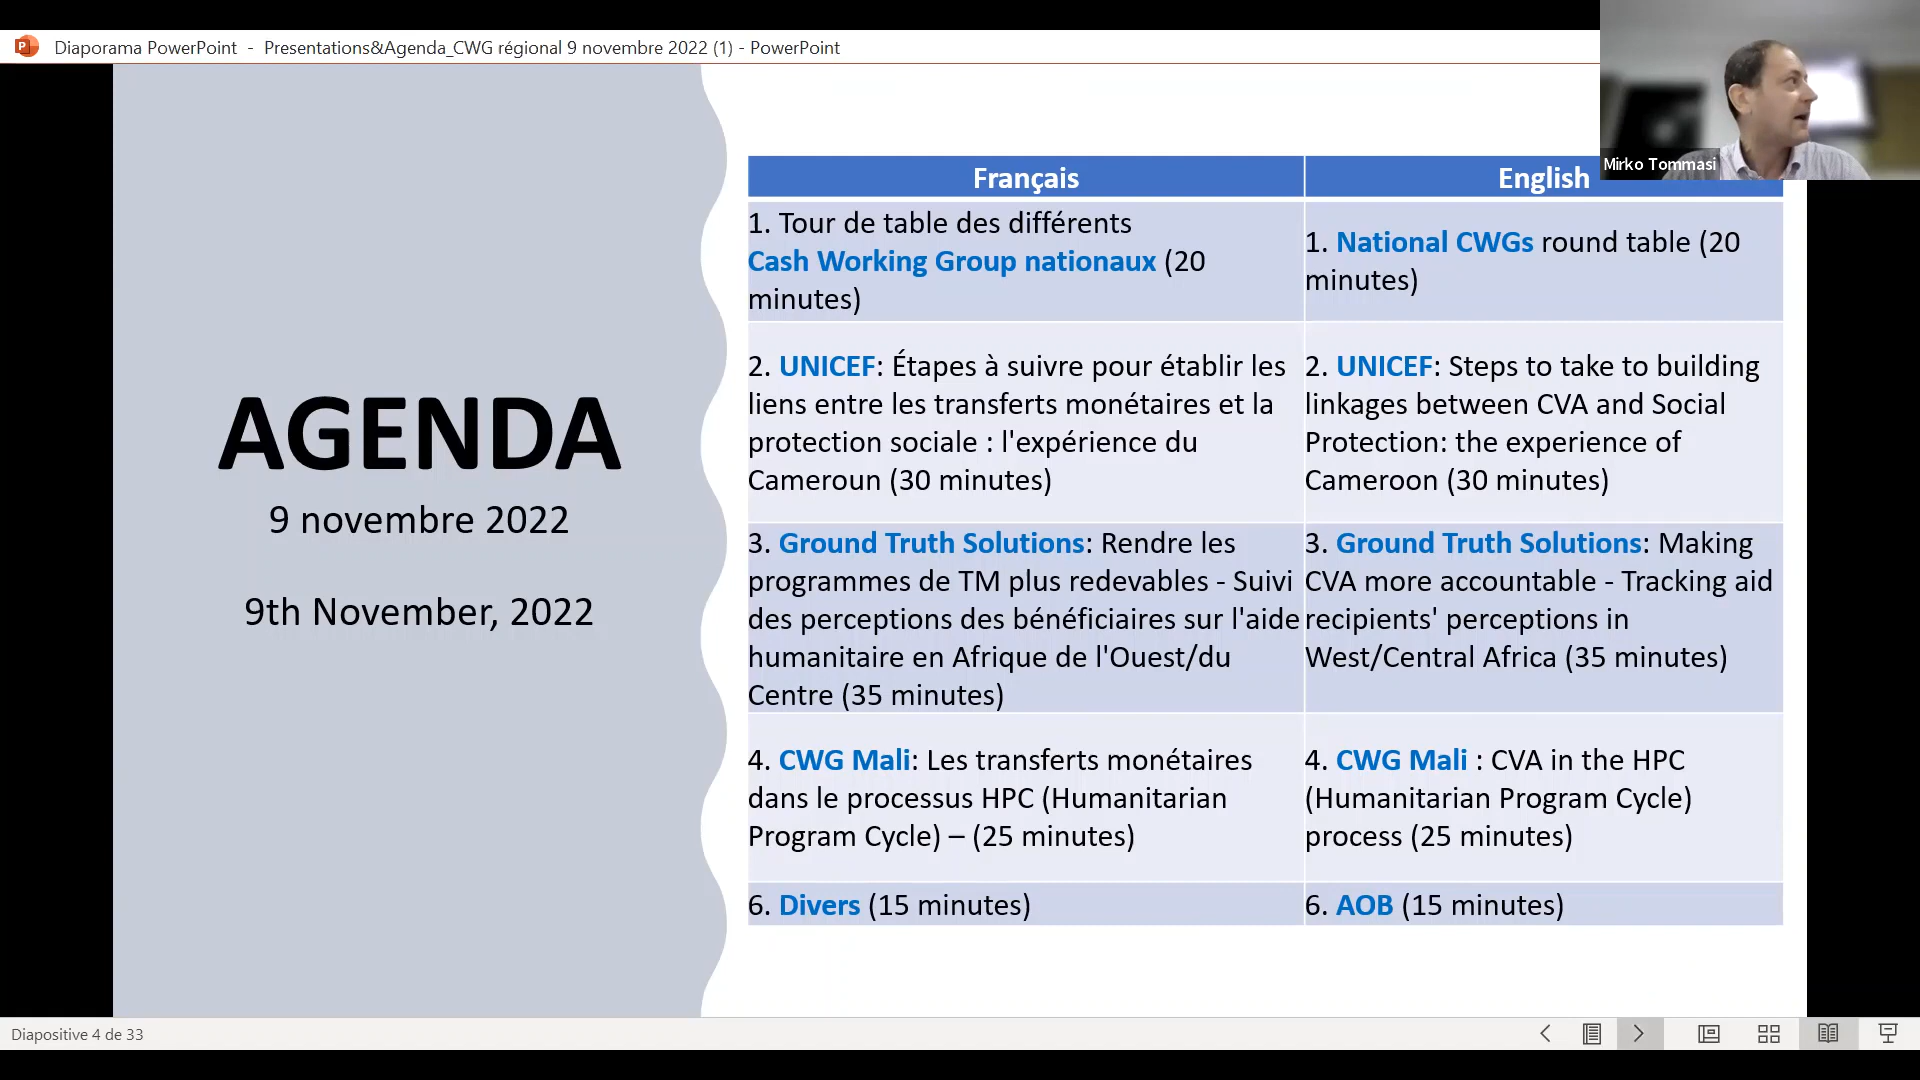 Diaporama PowerPoint - Presentations&Agenda_CWG régional 9 novembre 2022 (1) - PowerPoint
Mirko Tommasi
AGENDA
9 novembre 2022
9th November, 2022
Français
English
1. Tour de table des différents
Cash Working Group nationaux (20
minutes)
1. National CWGs round table (20
minutes)
2. UNICEF: Étapes à suivre pour établir les
liens entre les transferts monétaires et la
protection sociale : l'expérience du
Cameroun (30 minutes)
2. UNICEF: Steps to take to building
linkages between CVA and Social
Protection: the experience of
Cameroon (30 minutes)
3. Ground Truth Solutions: Rendre les
programmes de TM plus redevables - Suivi
des perceptions des bénéficiaires sur l'aide
humanitaire en Afrique de l'Ouest/du
Centre (35 minutes)
3. Ground Truth Solutions: Making
CVA more accountable - Tracking aid
recipients' perceptions in
West/Central Africa (35 minutes)
4. CWG Mali: Les transferts monétaires
dans le processus HPC (Humanitarian
Program Cycle) – (25 minutes)
4. CWG Mali : CVA in the HPC
(Humanitarian Program Cycle)
process (25 minutes)
6. Divers (15 minutes)
6. AOB (15 minutes)
Diapositive 4 de 33